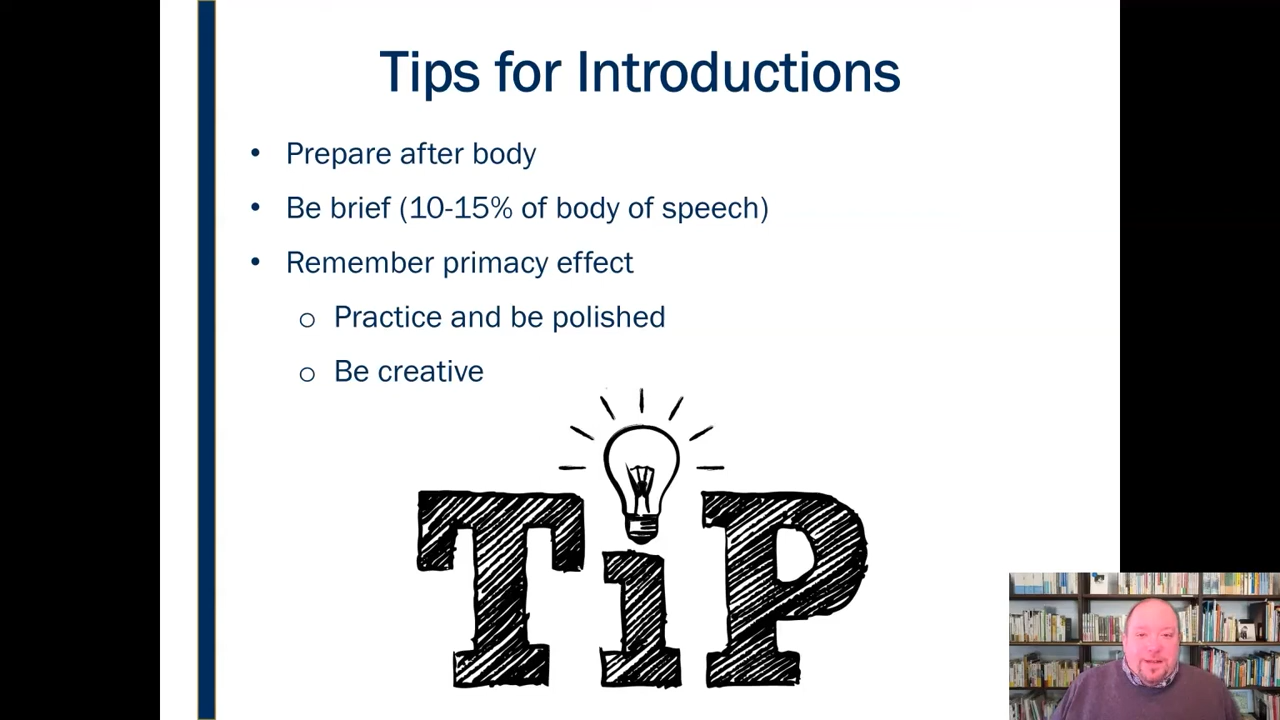 Tips for Introductions
• Prepare after body
• Be brief (10-15% of body of speech)
• Remember primacy effect
o Practice and be polished
o Be creative
TiP